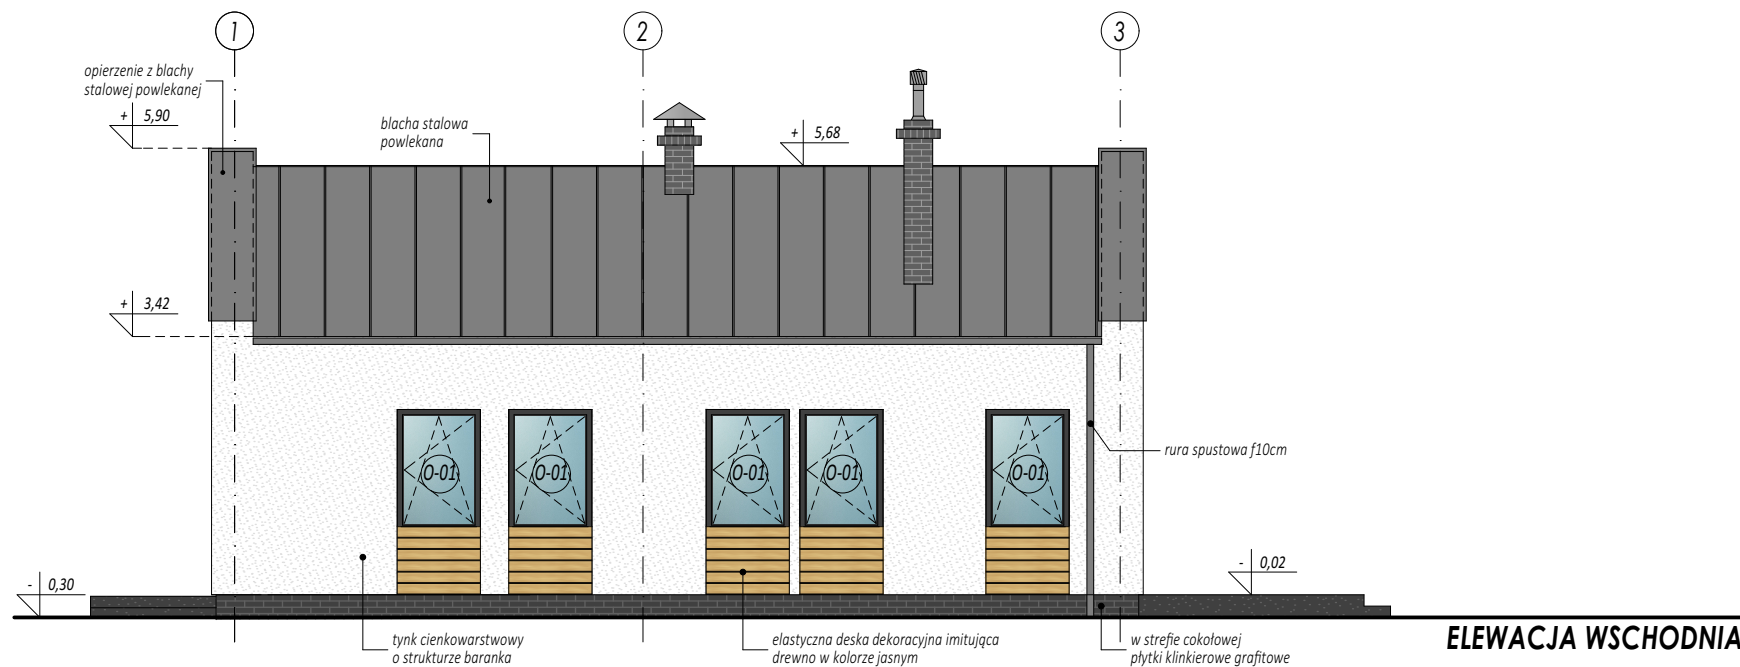 1
2
3
opierzenie z blachy
stalowej powlekanej
+ 5,90
blacha stalowa
powlekana
+ 5,68
+ 3,42
O-01
O-01
O-01
O-01
O-01
rura spustowa f10cm
- 0,30
- 0,02
tynk cienkowarstwowy
o strukturze baranka
elastyczna deska dekoracyjna imitująca
drewno w kolorze jasnym
w strefie cokołowej
płytki klinkierowe grafitowe
ELEWACJA WSCHODNIA